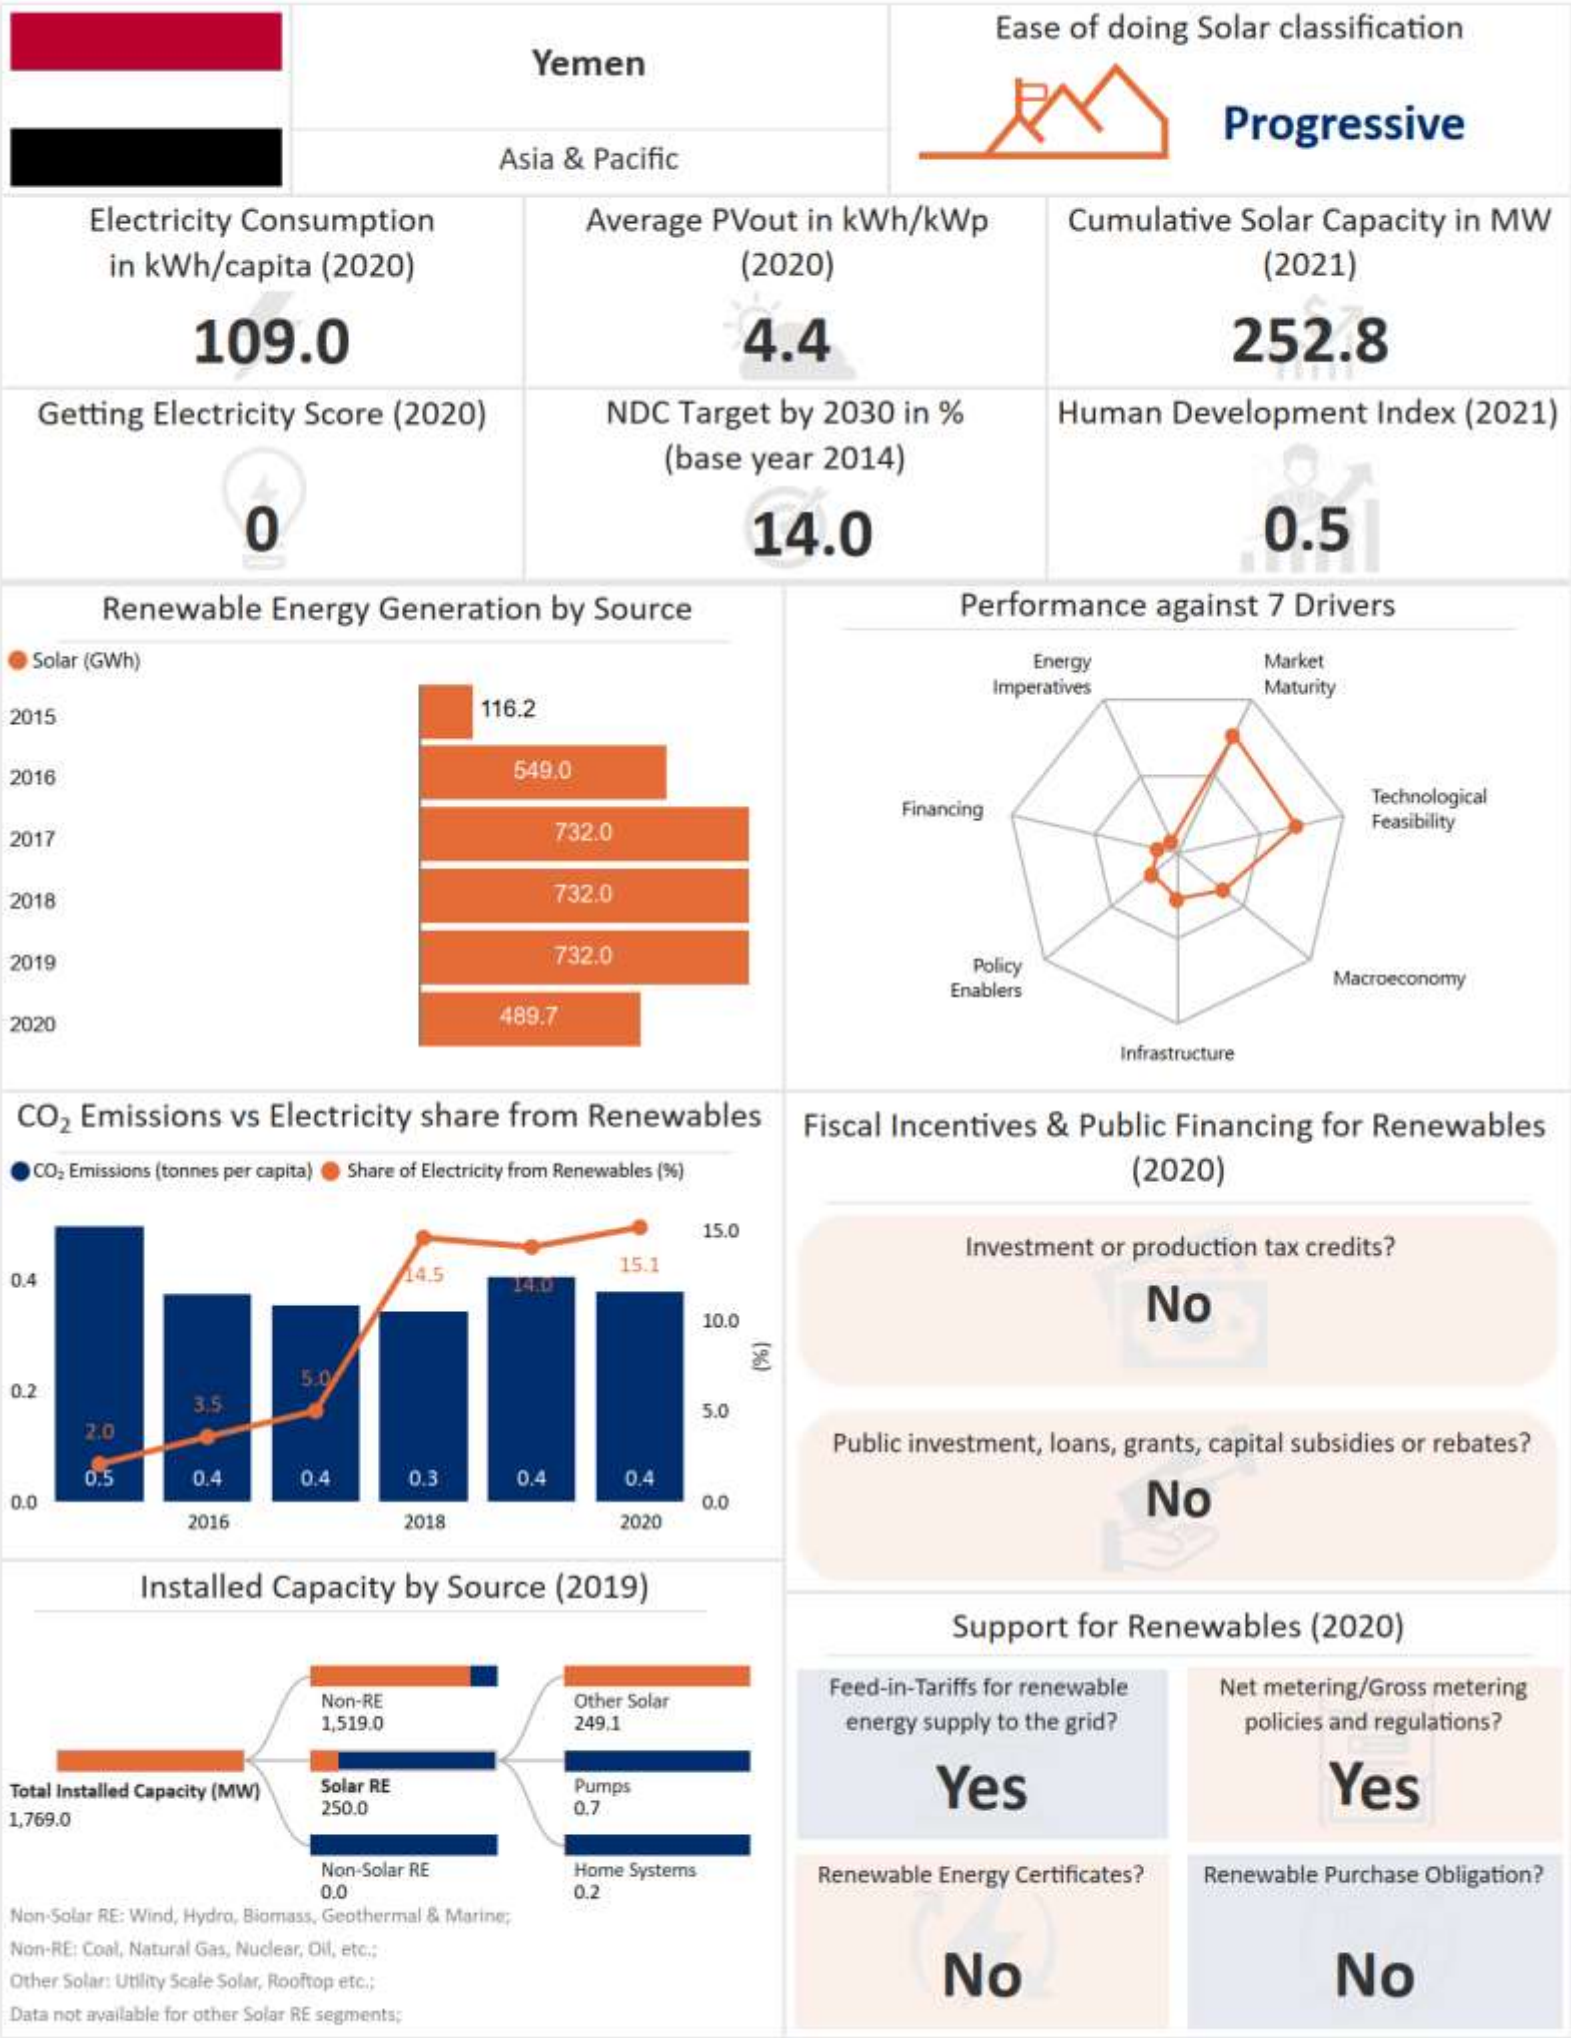 Yemen
Asia & Pacific
Ease of doing Solar classification
Progressive
Electricity Consumption
in kWh/capita (2020)
109.0
Average PVout in kWh/kWp
(2020)
4.4
Cumulative Solar Capacity in MW
(2021)
252.8
Getting Electricity Score (2020)
0
NDC Target by 2030 in %
(base year 2014)
14.0
Human Development Index (2021)
0.5
Renewable Energy Generation by Source
Solar (GWh)
2015 116.2
2016 549.0
2017 732.0
2018 732.0
2019 732.0
2020 489.7
Performance against 7 Drivers
Energy
Imperatives
Market
Maturity
Financing
Technological
Feasibility
Policy
Enablers
Macroeconomy
Infrastructure
CO₂ Emissions vs Electricity share from Renewables
CO₂ Emissions (tonnes per capita) Share of Electricity from Renewables (%)
15.0
0.4
14.5
14.0
15.1
10.0
(%)
0.2
2.0
3.5
5.0
5.0
0.5 0.4 0.4 0.3 0.4 0.4
0.0 0.0
2016 2018 2020
Fiscal Incentives & Public Financing for Renewables
(2020)
Investment or production tax credits?
No
Public investment, loans, grants, capital subsidies or rebates?
No
Installed Capacity by Source (2019)
Total Installed Capacity (MW)
1,769.0
Non-RE
1,519.0
Solar RE
250.0
Non-Solar RE
0.0
Other Solar
249.1
Pumps
0.7
Home Systems
0.2
Non-Solar RE: Wind, Hydro, Biomass, Geothermal & Marine;
Non-RE: Coal, Natural Gas, Nuclear, Oil, etc.;
Other Solar: Utility Scale Solar, Rooftop etc.;
Data not available for other Solar RE segments;
Support for Renewables (2020)
Feed-in-Tariffs for renewable
energy supply to the grid?
Yes
Net metering/Gross metering
policies and regulations?
Yes
Renewable Energy Certificates?
No
Renewable Purchase Obligation?
No